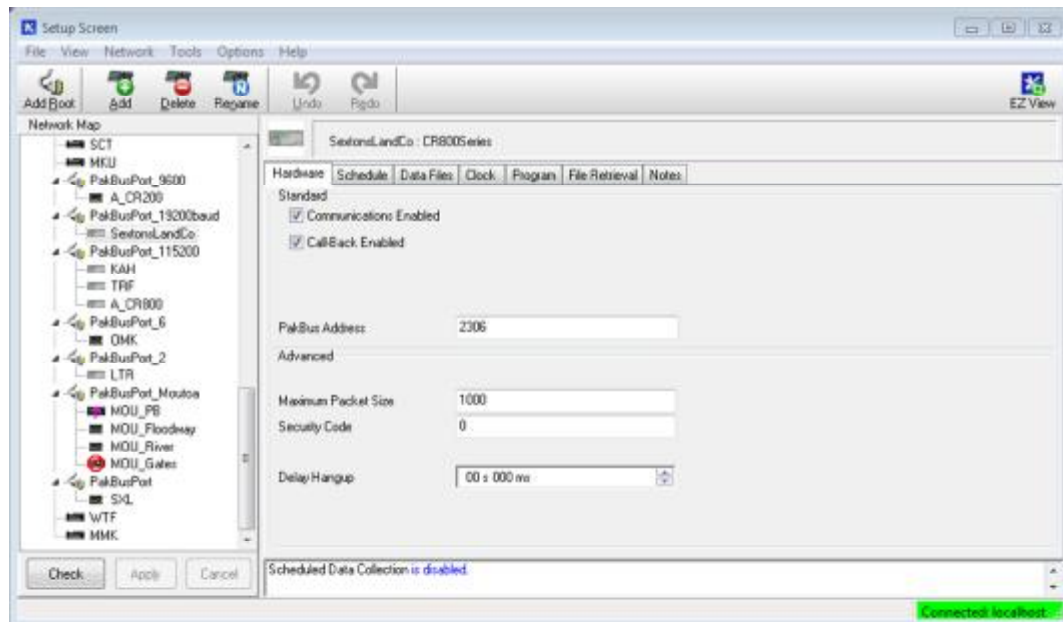 Setup Screen
File View Network Tools Options Help
Add Root Add Delete Rename Undo Redo EZ View
Network Map
SCT
MKU
PakBusPort_9600
A_CR200
PakBusPort_19200baud
SextonsLandCo
PakBusPort_115200
KAH
TRF
A_CR800
PakBusPort_6
OMK
PakBusPort_2
LTR
PakBusPort_Moutoa
MOU_PB
MOU_Floodway
MOU_River
MOU_Gates
PakBusPort
SXL
WTF
MMK
Check Apply Cancel
SextonsLandCo : CR800Series
Hardware Schedule Data Files Clock Program File Retrieval Notes
Standard
Communications Enabled
Call-Back Enabled
PakBus Address 2306
Advanced
Maximum Packet Size 1000
Security Code 0
Delay Hangup 00 s 000 ms
Scheduled Data Collection is disabled.
Connected: localhost